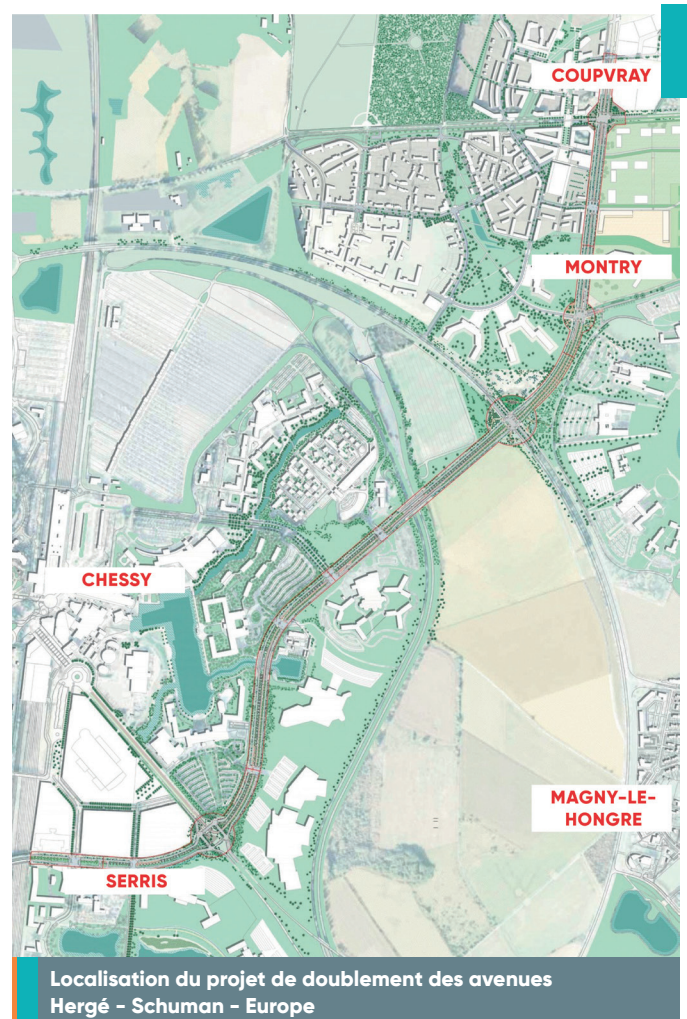 COUPVRAY
MONTRY
CHESSY
MAGNY-LE-
HONGRE
SERRIS
Localisation du projet de doublement des avenues
Hergé - Schuman - Europe